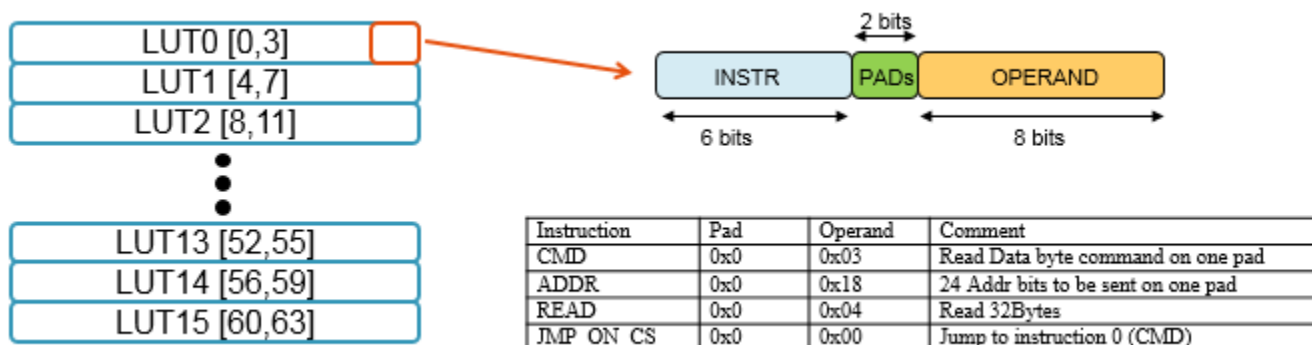 LUT0 [0,3]
LUT1 [4,7]
LUT2 [8,11]
LUT13 [52,55]
LUT14 [56,59]
LUT15 [60,63]
2 bits
INSTR PADs OPERAND
6 bits 8 bits
Instruction Pad Operand Comment
CMD 0x0 0x03 Read Data byte command on one pad
ADDR 0x0 0x18 24 Addr bits to be sent on one pad
READ 0x0 0x04 Read 32Bytes
JMP_ON_CS 0x0 0x00 Jump to instruction 0 (CMD)